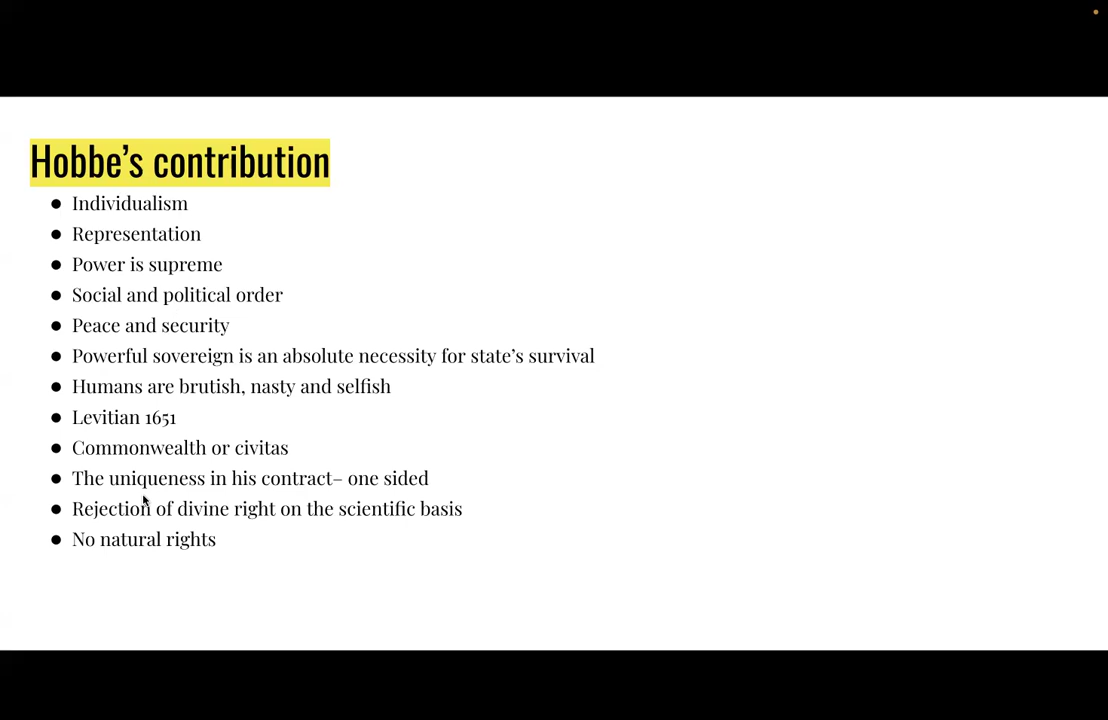 Hobbe's contribution
● Individualism
● Representation
● Power is supreme
● Social and political order
● Peace and security
● Powerful sovereign is an absolute necessity for state's survival
● Humans are brutish, nasty and selfish
● Levitian 1651
● Commonwealth or civitas
● The uniqueness in his contract– one sided
● Rejection of divine right on the scientific basis
● No natural rights